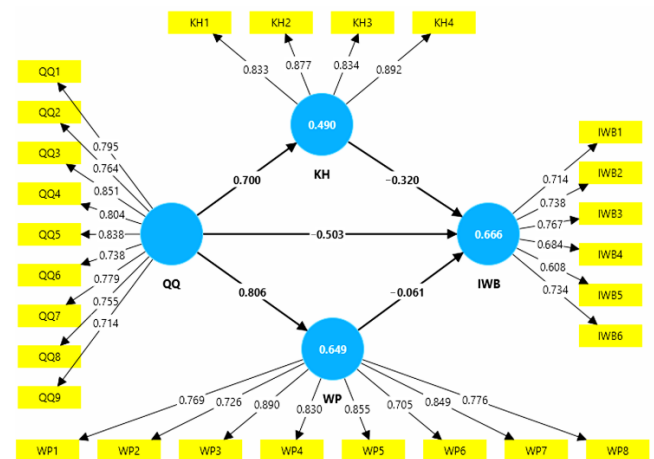 KH1 KH2 KH3 KH4
0.833 0.877 0.834 0.892
QQ1
QQ2
QQ3
QQ4
QQ5
QQ6
QQ7
QQ8
QQ9
0.795
0.764
0.851
0.804
0.838
0.738
0.779
0.755
0.714
QQ
0.490
KH
0.700
−0.320
−0.503
0.806
−0.061
0.666
IWB
0.714
0.738
0.767
0.684
0.608
0.734
IWB1
IWB2
IWB3
IWB4
IWB5
IWB6
0.649
WP
0.769 0.726 0.890 0.830 0.855 0.705 0.849 0.776
WP1 WP2 WP3 WP4 WP5 WP6 WP7 WP8